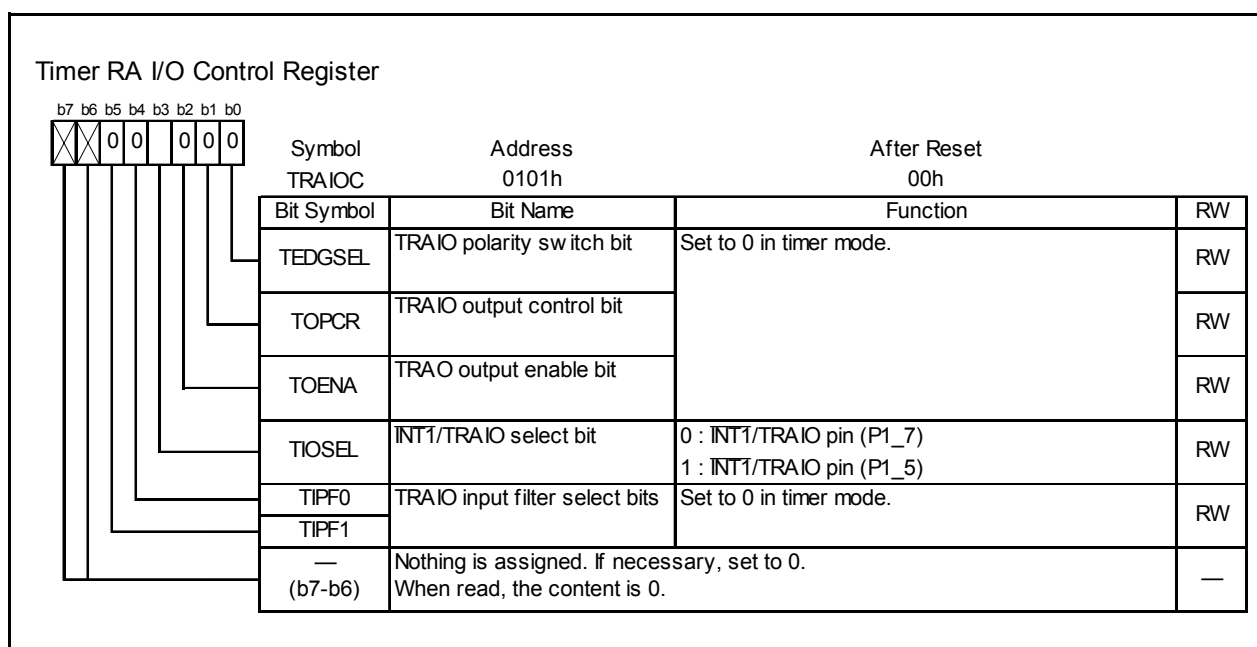 Timer RA I/O Control Register
b7 b6 b5 b4 b3 b2 b1 b0
0 0 0 0 0
Symbol Address After Reset
TRAIOC 0101h 00h
Bit Symbol Bit Name Function RW
TEDGSEL TRAIO polarity switch bit Set to 0 in timer mode. RW
TOPCR TRAIO output control bit RW
TOENA TRAO output enable bit RW
TIOSEL INT1/TRAIO select bit 0 : INT1/TRAIO pin (P1_7) RW
1 : INT1/TRAIO pin (P1_5)
TIPF0 TRAIO input filter select bits Set to 0 in timer mode. RW
TIPF1
— Nothing is assigned. If necessary, set to 0. —
(b7-b6) When read, the content is 0.